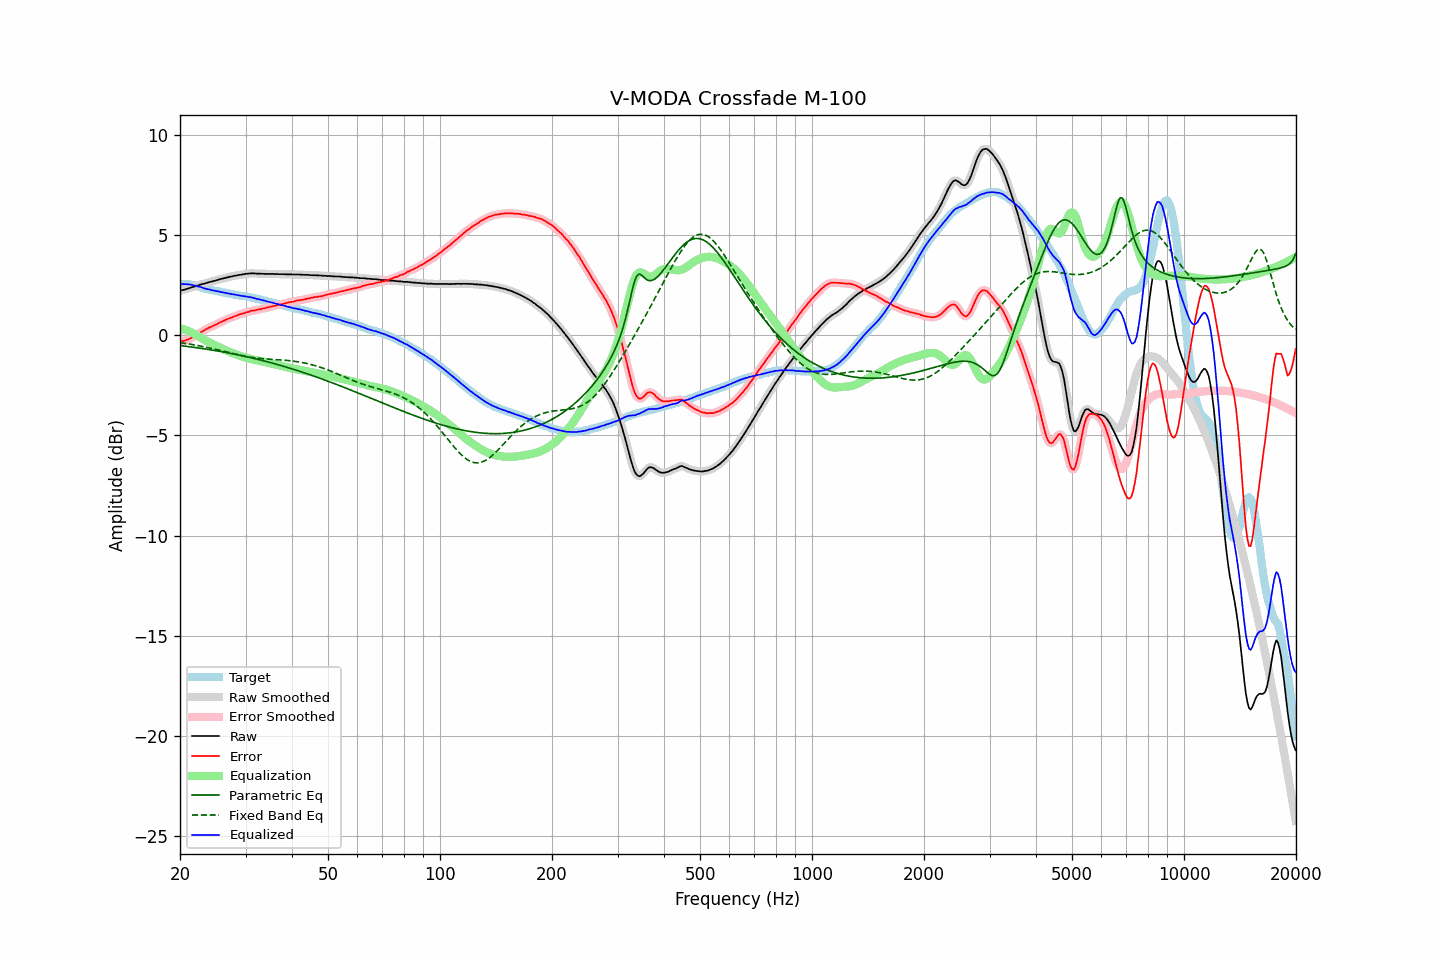 V-MODA Crossfade M-100
10
5
0
−5
−10
−15
−20
−25
Amplitude (dBr)
Target
Raw Smoothed
Error Smoothed
Raw
Error
Equalization
Parametric Eq
Fixed Band Eq
Equalized
20 50 100 200 500 1000 2000 5000 10000 20000
Frequency (Hz)